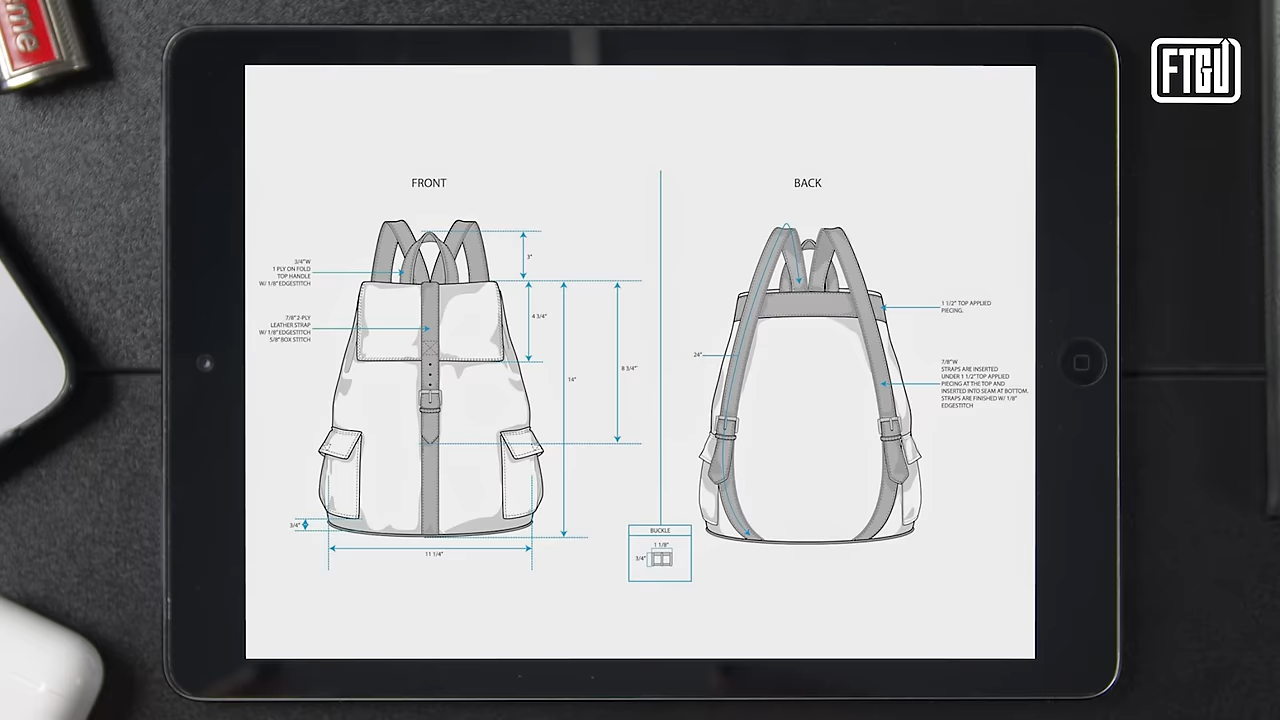 me
FTGU
FRONT
BACK
3/4"W
1 PLY ON FOLD
TOP HANDLE
W/ 1/8" EDGESTITCH
3"
7/8" 2-PLY
LEATHER STRAP
W/ 1/8" EDGESTITCH
5/8" BOX STITCH
4 3/4"
14"
8 3/4"
3/4"
11 1/4"
BUCKLE
1 1/8"
3/4"
24"
1 1/2" TOP APPLIED
PIECING.
7/8"W
STRAPS ARE INSERTED
UNDER 1 1/2" TOP APPLIED
PIECING AT THE TOP AND
INSERTED INTO SEAM AT BOTTOM.
STRAPS ARE FINISHED W/ 1/8"
EDGESTITCH